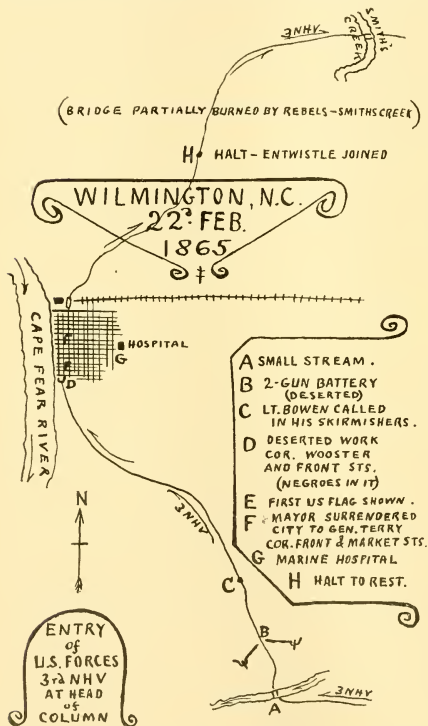 3NHV
SMITH'S
CREEK
(BRIDGE PARTIALLY BURNED BY REBELS-SMITHS CREEK)
H HALT-ENTWISTLE JOINED
WILMINGTON, N.C.
22ᵈ FEB.
1865
CAPE FEAR RIVER
F
E
D
HOSPITAL
G
A SMALL STREAM.
B 2-GUN BATTERY
(DESERTED)
C LT. BOWEN CALLED
IN HIS SKIRMISHERS.
D DESERTED WORK
COR. WOOSTER
AND FRONT STS.
(NEGROES IN IT)
E FIRST US FLAG SHOWN.
F MAYOR SURRENDERED
CITY TO GEN. TERRY
COR. FRONT & MARKET STS.
G MARINE HOSPITAL
H HALT TO REST.
N
3NHV
C
B
A
3NHV
ENTRY
of
U.S. FORCES
3rd NHV
AT HEAD
of
COLUMN